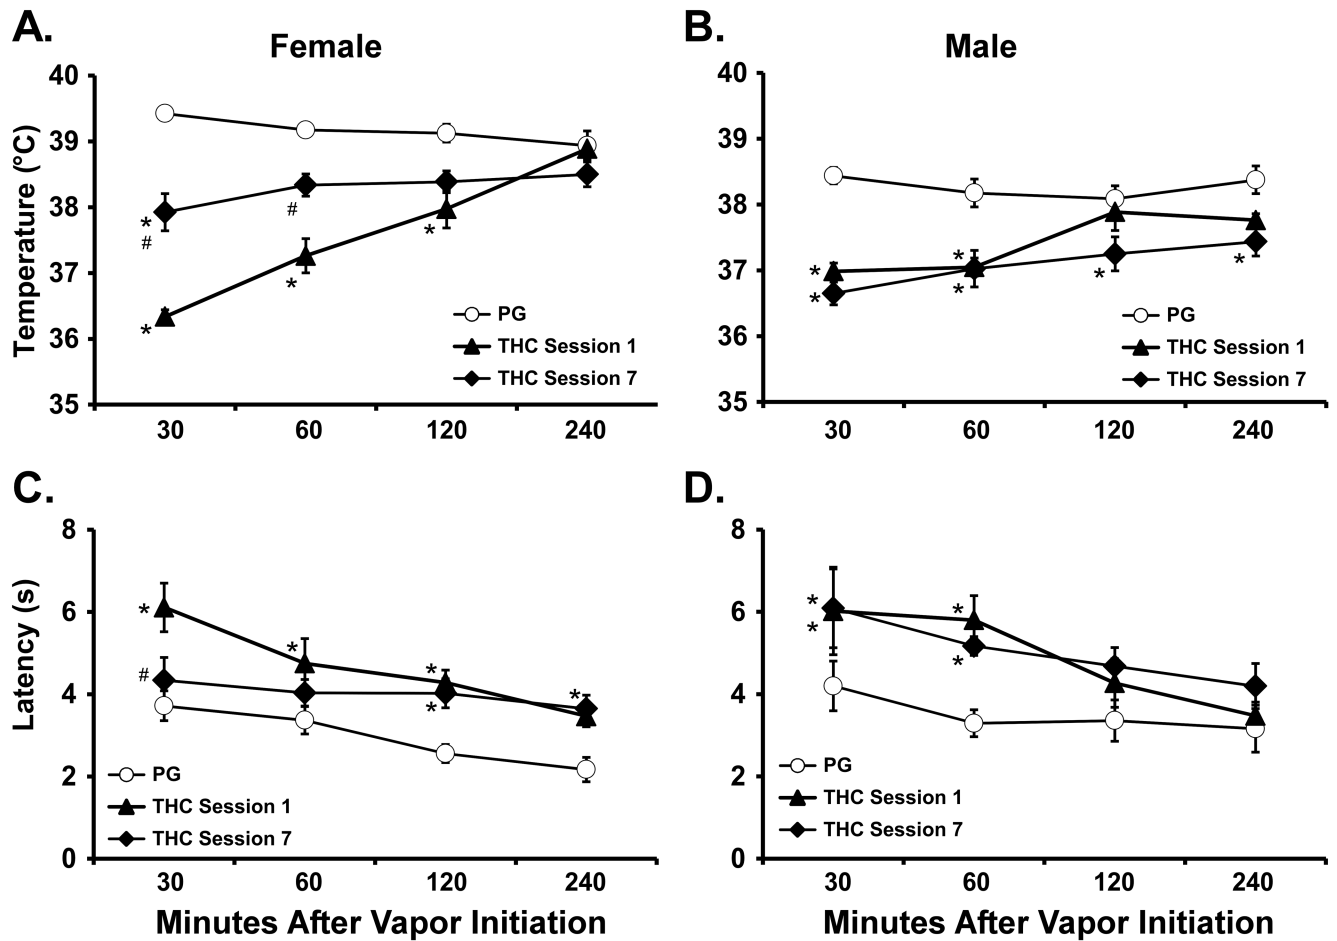 A.
Female
Temperature (°C)
40
39
38
37
36
35
*
#
*
#
*
*
PG
THC Session 1
THC Session 7
30 60 120 240
B.
Male
40
39
38
37
36
35
*
*
*
*
*
*
PG
THC Session 1
THC Session 7
30 60 120 240
C.
Latency (s)
8
6
4
2
0
*
#
*
*
*
*
PG
THC Session 1
THC Session 7
30 60 120 240
Minutes After Vapor Initiation
D.
8
6
4
2
0
*
*
*
*
PG
THC Session 1
THC Session 7
30 60 120 240
Minutes After Vapor Initiation